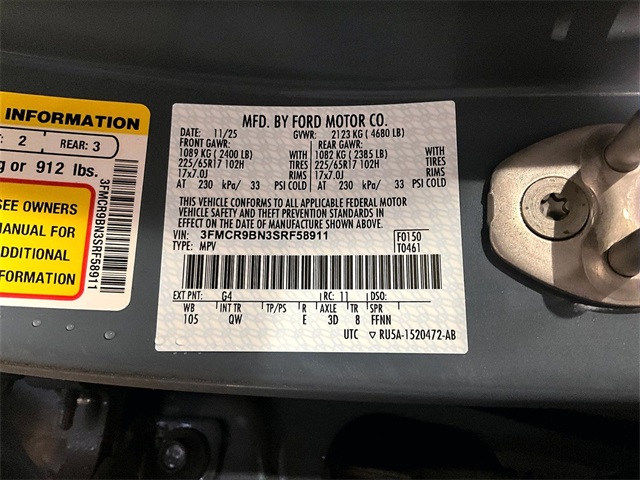 INFORMATION
: 2 REAR: 3
g or 912 lbs.
SEE OWNERS
MANUAL FOR
ADDITIONAL
INFORMATION
3FMCR9BN3SRF58911
MFD. BY FORD MOTOR CO.
DATE: 11/25 GVWR: 2123 KG ( 4680 LB)
FRONT GAWR: REAR GAWR:
1089 KG ( 2400 LB) WITH 1082 KG ( 2385 LB) WITH
225/65R17 102H TIRES 225/65R17 102H TIRES
17x7.0J RIMS 17x7.0J RIMS
AT 230 kPa/ 33 PSI COLD AT 230 kPa/ 33 PSI COLD
THIS VEHICLE CONFORMS TO ALL APPLICABLE FEDERAL MOTOR
VEHICLE SAFETY AND THEFT PREVENTION STANDARDS IN
EFFECT ON THE DATE OF MANUFACTURE SHOWN ABOVE.
VIN: 3FMCR9BN3SRF58911 F0150
TYPE: MPV T0461
EXT PNT: G4 RC: 11 DSO:
WB INT TR TP/PS R AXLE TR SPR
105 QW E 3D 8 FFNN
UTC ▽ RU5A-1520472-AB